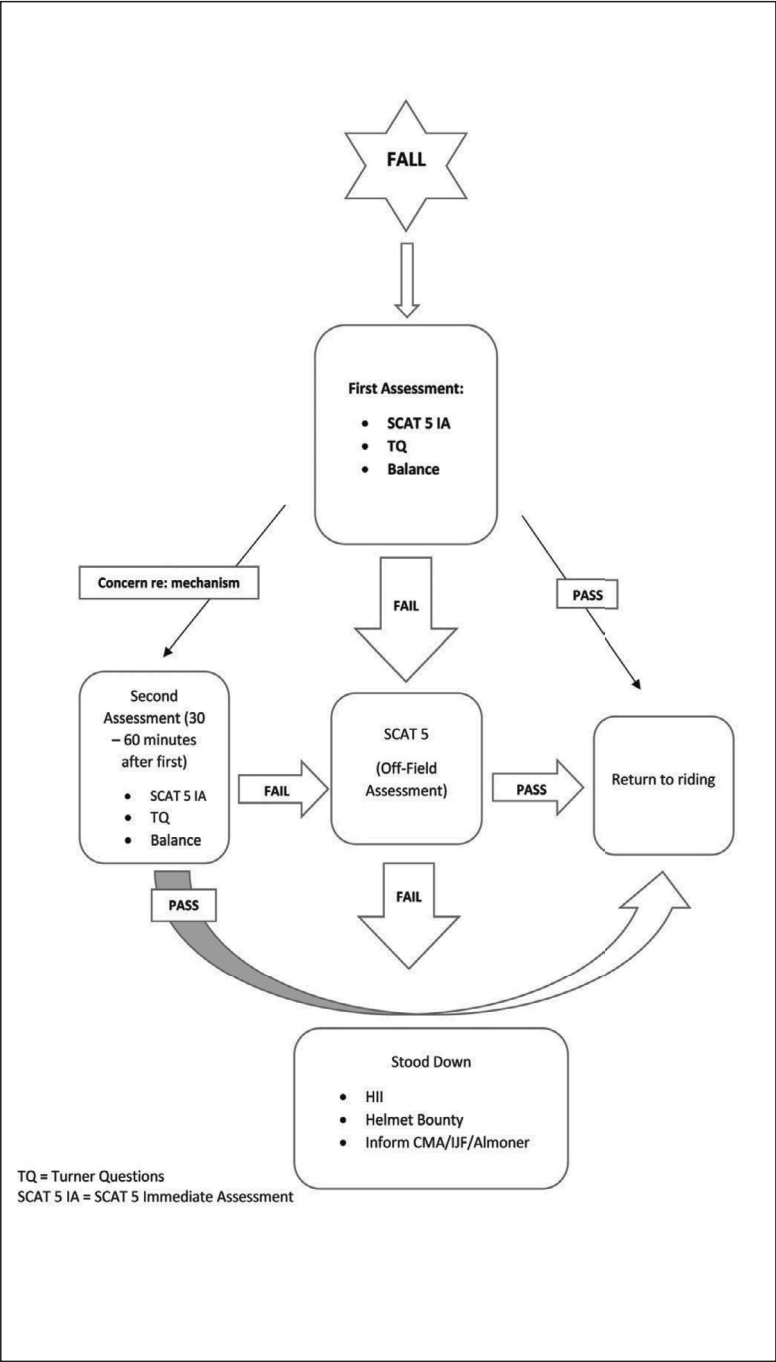 FALL
First Assessment:
• SCAT 5 IA
• TQ
• Balance
Concern re: mechanism
FAIL
PASS
Second
Assessment (30
– 60 minutes
after first)
• SCAT 5 IA
• TQ
• Balance
FAIL
SCAT 5
(Off-Field
Assessment)
PASS
Return to riding
PASS
FAIL
Stood Down
• HII
• Helmet Bounty
• Inform CMA/IJF/Almoner
TQ = Turner Questions
SCAT 5 IA = SCAT 5 Immediate Assessment